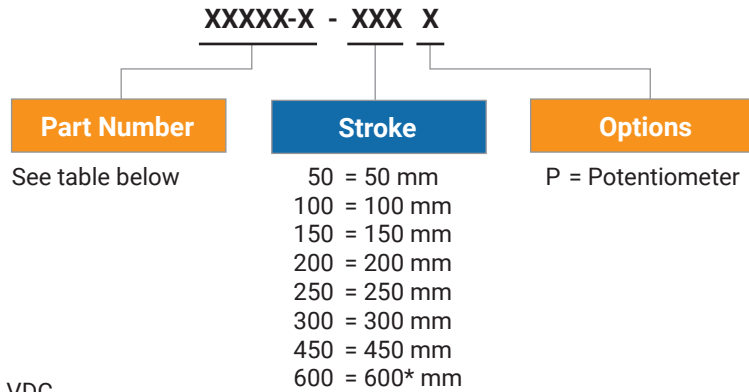 XXXXX-X - XXX X
Part Number Stroke Options
See table below 50 = 50 mm P = Potentiometer
100 = 100 mm
150 = 150 mm
200 = 200 mm
250 = 250 mm
300 = 300 mm
450 = 450 mm
600 = 600* mm
VDC